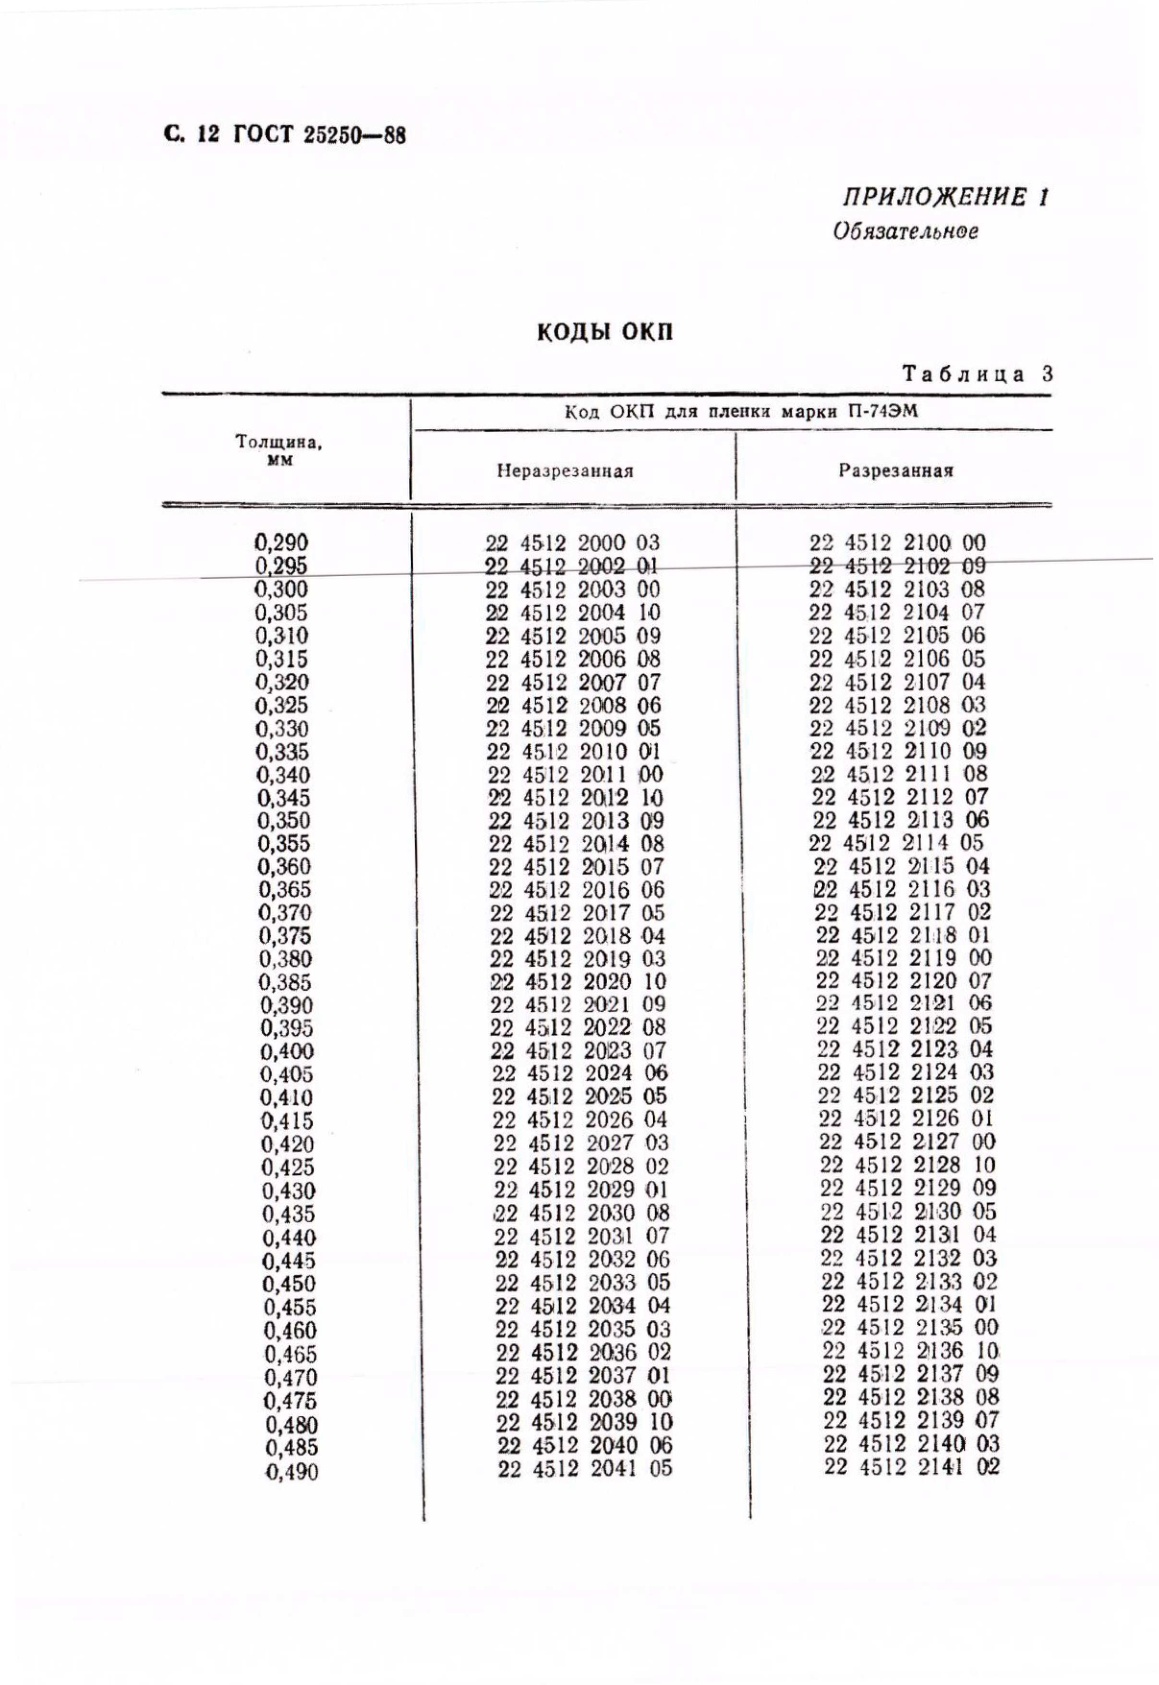 С. 12 ГОСТ 25250—88
ПРИЛОЖЕНИЕ 1
Обязательное
КОДЫ ОКП
Таблица 3
Толщина, мм
Код ОКП для пленки марки П-74ЭМ
Неразрезанная Разрезанная
0,290 22 4512 2000 03 22 4512 2100 00
0,295 22 4512 2002 01 22 4512 2102 09
0,300 22 4512 2003 00 22 4512 2103 08
0,305 22 4512 2004 10 22 4512 2104 07
0,310 22 4512 2005 09 22 4512 2105 06
0,315 22 4512 2006 08 22 4512 2106 05
0,320 22 4512 2007 07 22 4512 2107 04
0,325 22 4512 2008 06 22 4512 2108 03
0,330 22 4512 2009 05 22 4512 2109 02
0,335 22 4512 2010 01 22 4512 2110 09
0,340 22 4512 2011 00 22 4512 2111 08
0,345 22 4512 2012 10 22 4512 2112 07
0,350 22 4512 2013 09 22 4512 2113 06
0,355 22 4512 2014 08 22 4512 2114 05
0,360 22 4512 2015 07 22 4512 2115 04
0,365 22 4512 2016 06 22 4512 2116 03
0,370 22 4512 2017 05 22 4512 2117 02
0,375 22 4512 2018 04 22 4512 2118 01
0,380 22 4512 2019 03 22 4512 2119 00
0,385 22 4512 2020 10 22 4512 2120 07
0,390 22 4512 2021 09 22 4512 2121 06
0,395 22 4512 2022 08 22 4512 2122 05
0,400 22 4512 2023 07 22 4512 2123 04
0,405 22 4512 2024 06 22 4512 2124 03
0,410 22 4512 2025 05 22 4512 2125 02
0,415 22 4512 2026 04 22 4512 2126 01
0,420 22 4512 2027 03 22 4512 2127 00
0,425 22 4512 2028 02 22 4512 2128 10
0,430 22 4512 2029 01 22 4512 2129 09
0,435 22 4512 2030 08 22 4512 2130 05
0,440 22 4512 2031 07 22 4512 2131 04
0,445 22 4512 2032 06 22 4512 2132 03
0,450 22 4512 2033 05 22 4512 2133 02
0,455 22 4512 2034 04 22 4512 2134 01
0,460 22 4512 2035 03 22 4512 2135 00
0,465 22 4512 2036 02 22 4512 2136 10
0,470 22 4512 2037 01 22 4512 2137 09
0,475 22 4512 2038 00 22 4512 2138 08
0,480 22 4512 2039 10 22 4512 2139 07
0,485 22 4512 2040 06 22 4512 2140 03
0,490 22 4512 2041 05 22 4512 2141 02